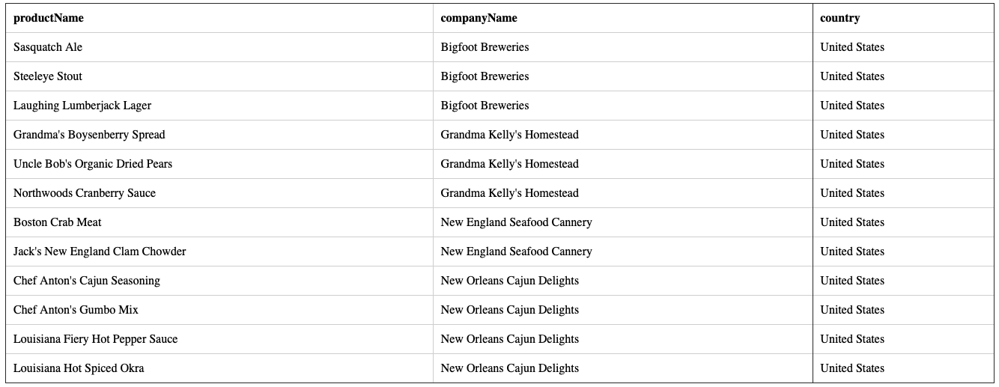 productName companyName country
Sasquatch Ale Bigfoot Breweries United States
Steeleye Stout Bigfoot Breweries United States
Laughing Lumberjack Lager Bigfoot Breweries United States
Grandma's Boysenberry Spread Grandma Kelly's Homestead United States
Uncle Bob's Organic Dried Pears Grandma Kelly's Homestead United States
Northwoods Cranberry Sauce Grandma Kelly's Homestead United States
Boston Crab Meat New England Seafood Cannery United States
Jack's New England Clam Chowder New England Seafood Cannery United States
Chef Anton's Cajun Seasoning New Orleans Cajun Delights United States
Chef Anton's Gumbo Mix New Orleans Cajun Delights United States
Louisiana Fiery Hot Pepper Sauce New Orleans Cajun Delights United States
Louisiana Hot Spiced Okra New Orleans Cajun Delights United States